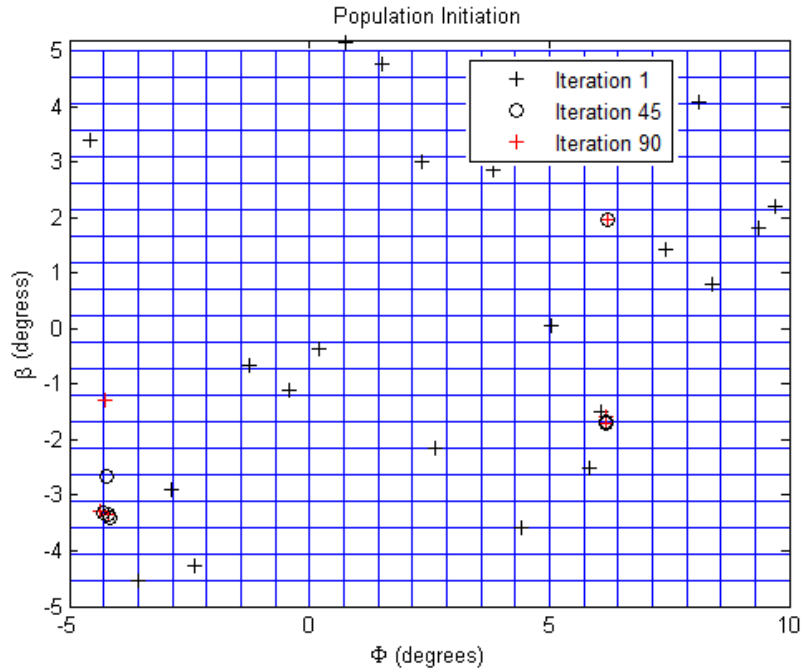 Population Initiation
5
4
3
2
1
0
-1
-2
-3
-4
-5
β (degrees)
Iteration 1
Iteration 45
Iteration 90
-5
0
5
10
Φ (degrees)